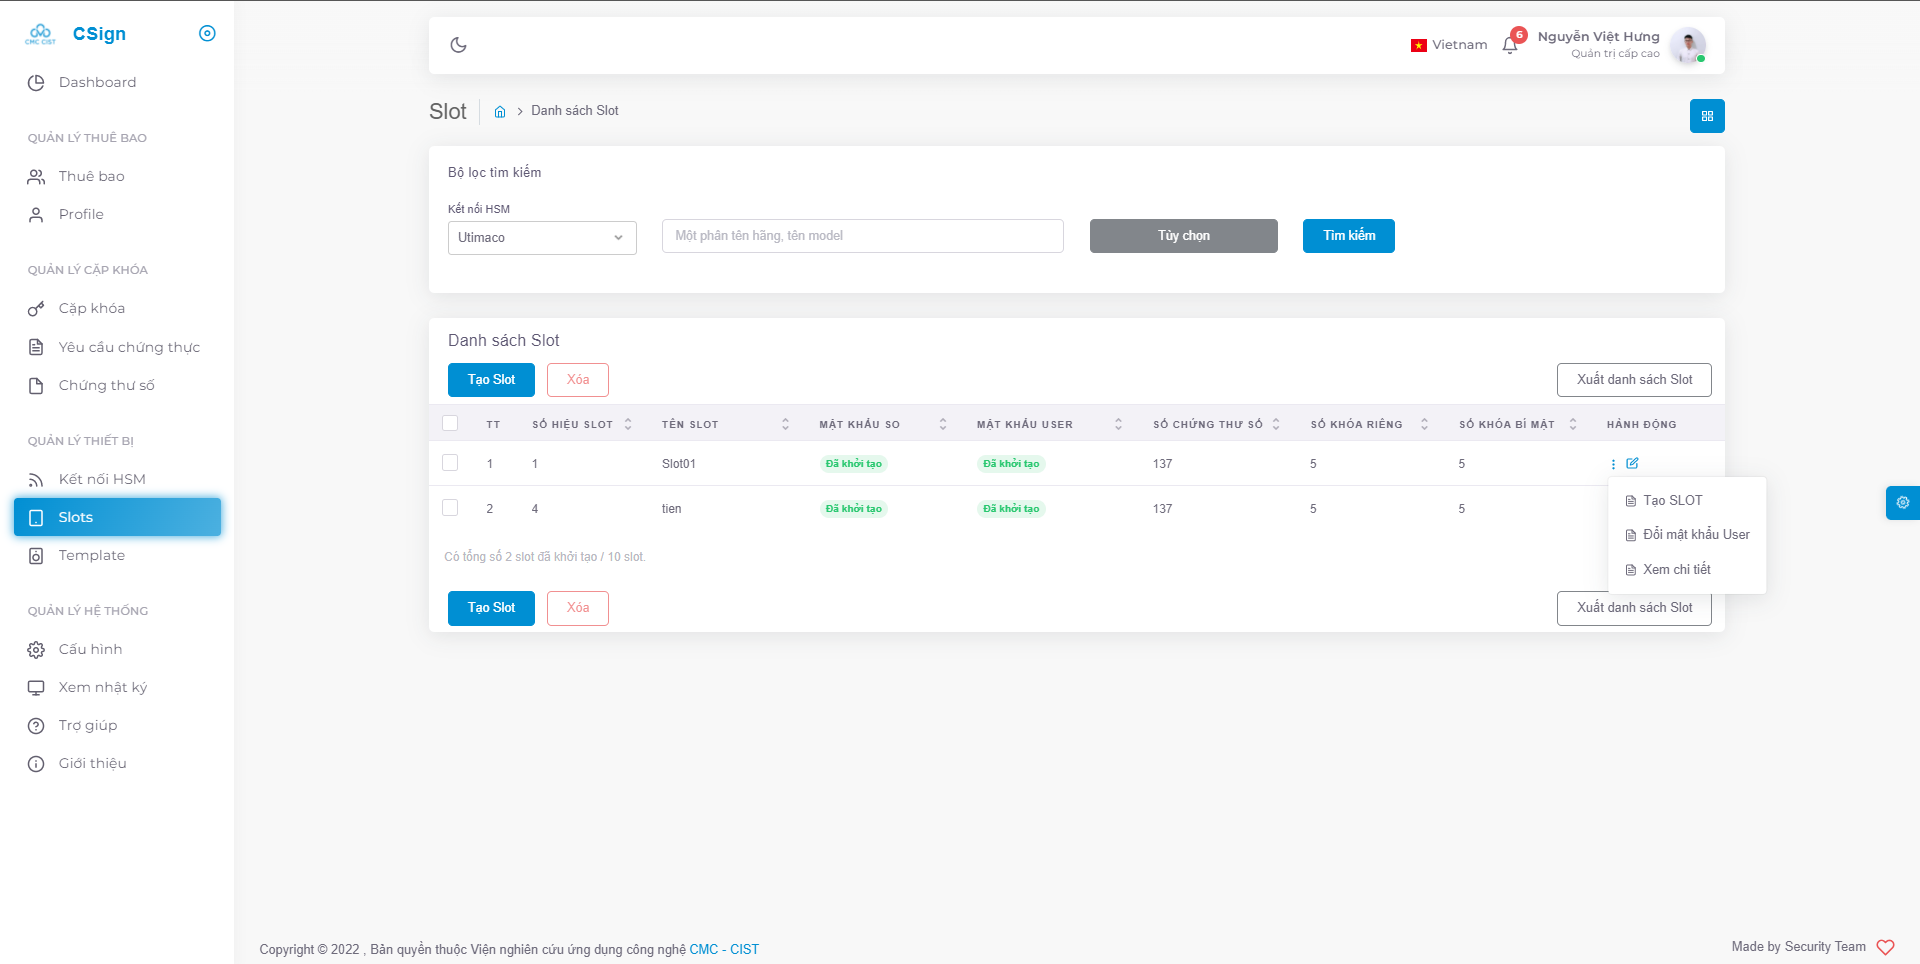 CMC CIST
CSign
Dashboard
QUẢN LÝ THUÊ BAO
Thuê bao
Profile
QUẢN LÝ CẶP KHÓA
Cặp khóa
Yêu cầu chứng thực
Chứng thư số
QUẢN LÝ THIẾT BỊ
Kết nối HSM
Slots
Template
QUẢN LÝ HỆ THỐNG
Cấu hình
Xem nhật ký
Trợ giúp
Giới thiệu
Vietnam
6
Nguyễn Việt Hưng
Quản trị cấp cao
Slot
Danh sách Slot
Bộ lọc tìm kiếm
Kết nối HSM
Utimaco
Một phần tên hãng, tên model
Tùy chọn
Tìm kiếm
Danh sách Slot
Tạo Slot
Xóa
Xuất danh sách Slot
TT SỐ HIỆU SLOT TÊN SLOT MẬT KHẨU SO MẬT KHẨU USER SỐ CHỨNG THƯ SỐ SỐ KHÓA RIÊNG SỐ KHÓA BÍ MẬT HÀNH ĐỘNG
1 1 Slot01 Đã khởi tạo Đã khởi tạo 137 5 5
2 4 tien Đã khởi tạo Đã khởi tạo 137 5 5
Tạo SLOT
Đổi mật khẩu User
Xem chi tiết
Có tổng số 2 slot đã khởi tạo / 10 slot.
Tạo Slot
Xóa
Xuất danh sách Slot
Copyright © 2022 , Bản quyền thuộc Viện nghiên cứu ứng dụng công nghệ CMC - CIST
Made by Security Team